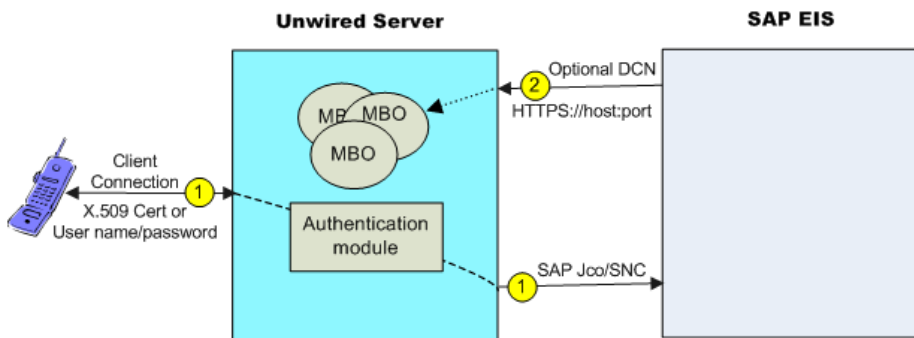 Unwired Server
SAP EIS
Optional DCN
2
HTTPS://host:port
MBO
MBO
Client
Connection
1
X.509 Cert or
User name/password
Authentication
module
SAP Jco/SNC
1